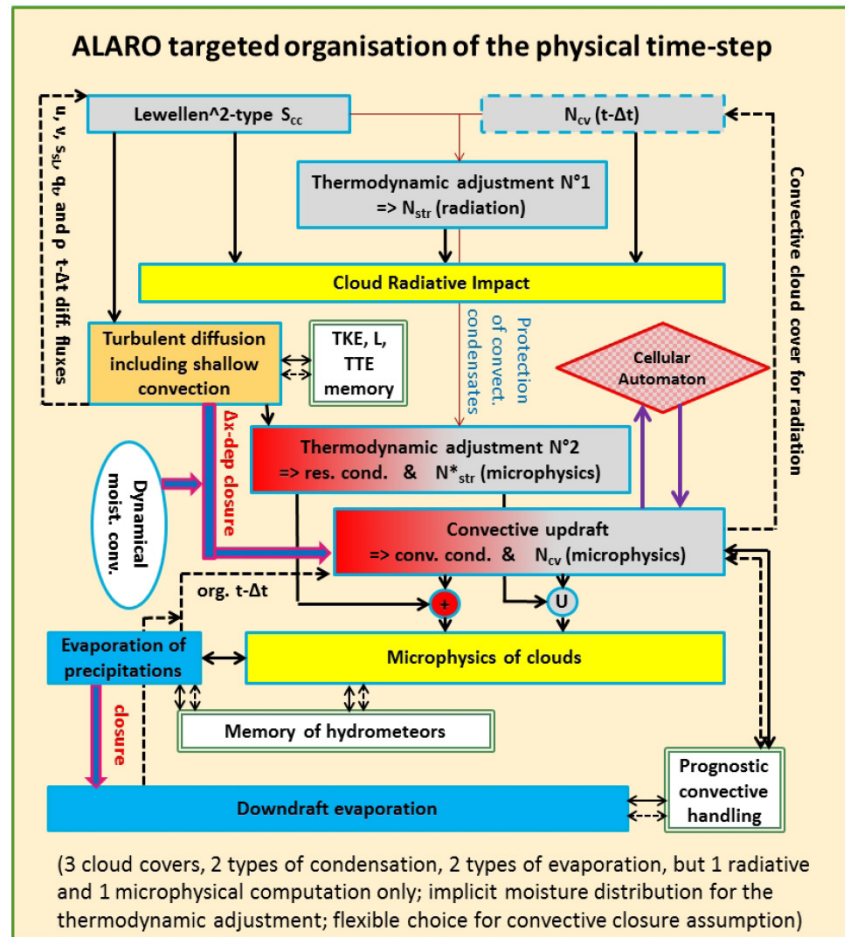 ALARO targeted organisation of the physical time-step
Lewellen^2-type Scc
Ncv (t-Δt)
u, v, ssL, qt, and ρ t-Δt diff. fluxes
Thermodynamic adjustment N°1
=> Nstr (radiation)
Convective cloud cover for radiation
Cloud Radiative Impact
Turbulent diffusion
including shallow
convection
TKE, L,
TTE
memory
Protection
of convect.
condensates
Cellular
Automaton
Δx-dep closure
Thermodynamic adjustment N°2
=> res. cond. & N*str (microphysics)
Dynamical
moist. conv.
Convective updraft
=> conv. cond. & Ncv (microphysics)
org. t-Δt
+
U
Evaporation of
precipitations
Microphysics of clouds
closure
Memory of hydrometeors
Prognostic
convective
handling
Downdraft evaporation
(3 cloud covers, 2 types of condensation, 2 types of evaporation, but 1 radiative
and 1 microphysical computation only; implicit moisture distribution for the
thermodynamic adjustment; flexible choice for convective closure assumption)